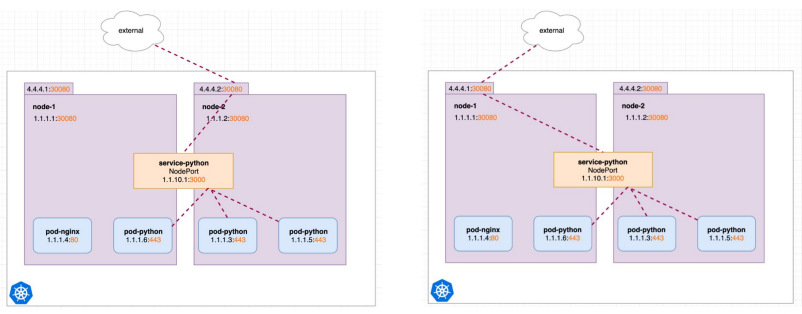 external
4.4.4.1:30080
4.4.4.2:30080
node-1
1.1.1.1:30080
node-2
1.1.1.2:30080
service-python
NodePort
1.1.10.1:3000
pod-nginx
1.1.1.4:80
pod-python
1.1.1.6:443
pod-python
1.1.1.3:443
pod-python
1.1.1.5:443
external
4.4.4.1:30080
4.4.4.2:30080
node-1
1.1.1.1:30080
node-2
1.1.1.2:30080
service-python
NodePort
1.1.10.1:3000
pod-nginx
1.1.1.4:80
pod-python
1.1.1.6:443
pod-python
1.1.1.3:443
pod-python
1.1.1.5:443